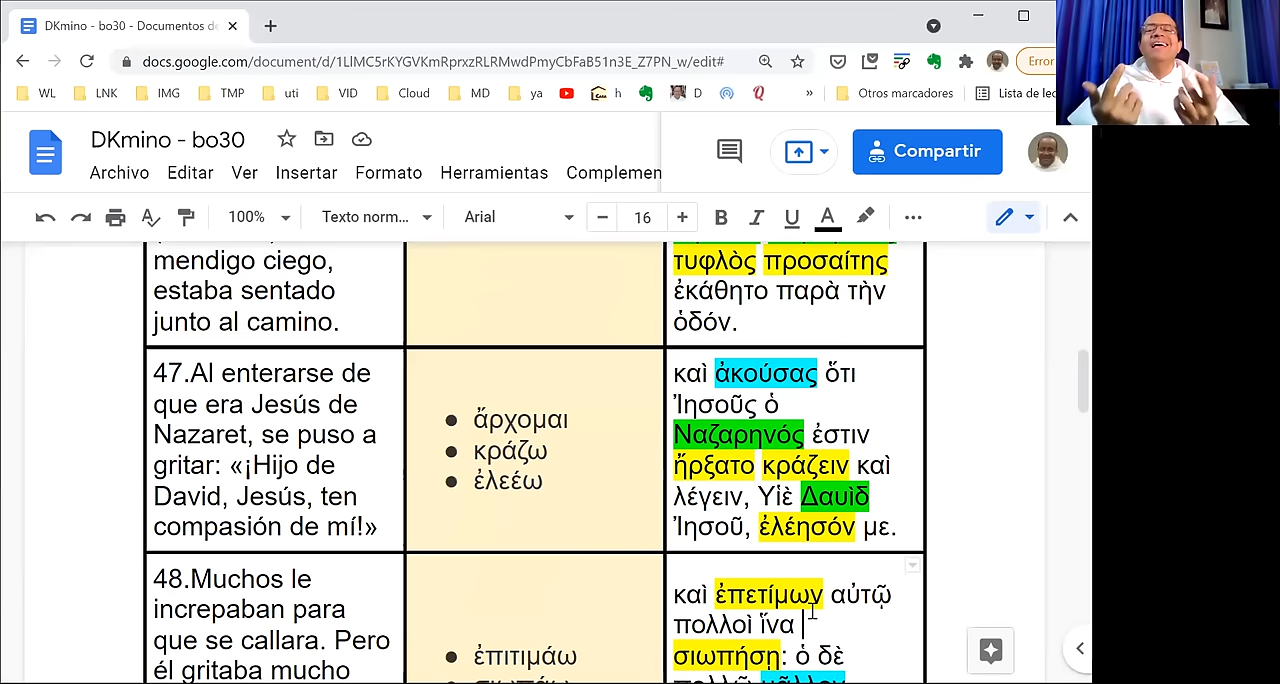 DKmino - bo30 - Documentos de
docs.google.com/document/d/1LlMC5rKYGVKmRprxzRLRMwdPmyCbFaB51n3E_Z7PN_w/edit#
Error
WL LNK IMG TMP uti VID Cloud MD ya h D » Otros marcadores Lista de lec
DKmino - bo30
Compartir
Archivo Editar Ver Insertar Formato Herramientas Complemen
100% Texto norm... Arial 16 B I U A
mendigo ciego,
estaba sentado
junto al camino.
τυφλὸς προσαίτης
ἐκάθητο παρὰ τὴν
ὁδόν.
47.Al enterarse de
que era Jesús de
Nazaret, se puso a
gritar: «¡Hijo de
David, Jesús, ten
compasión de mí!»
● ἄρχομαι
● κράζω
● ἐλεέω
καὶ ἀκούσας ὅτι
Ἰησοῦς ὁ
Ναζαρηνός ἐστιν
ἤρξατο κράζειν καὶ
λέγειν, Υἱὲ Δαυὶδ
Ἰησοῦ, ἐλέησόν με.
48.Muchos le
increpaban para
que se callara. Pero
él gritaba mucho
● ἐπιτιμάω
καὶ ἐπετίμων αὐτῷ
πολλοὶ ἵνα
σιωπήσῃ: ὁ δὲ